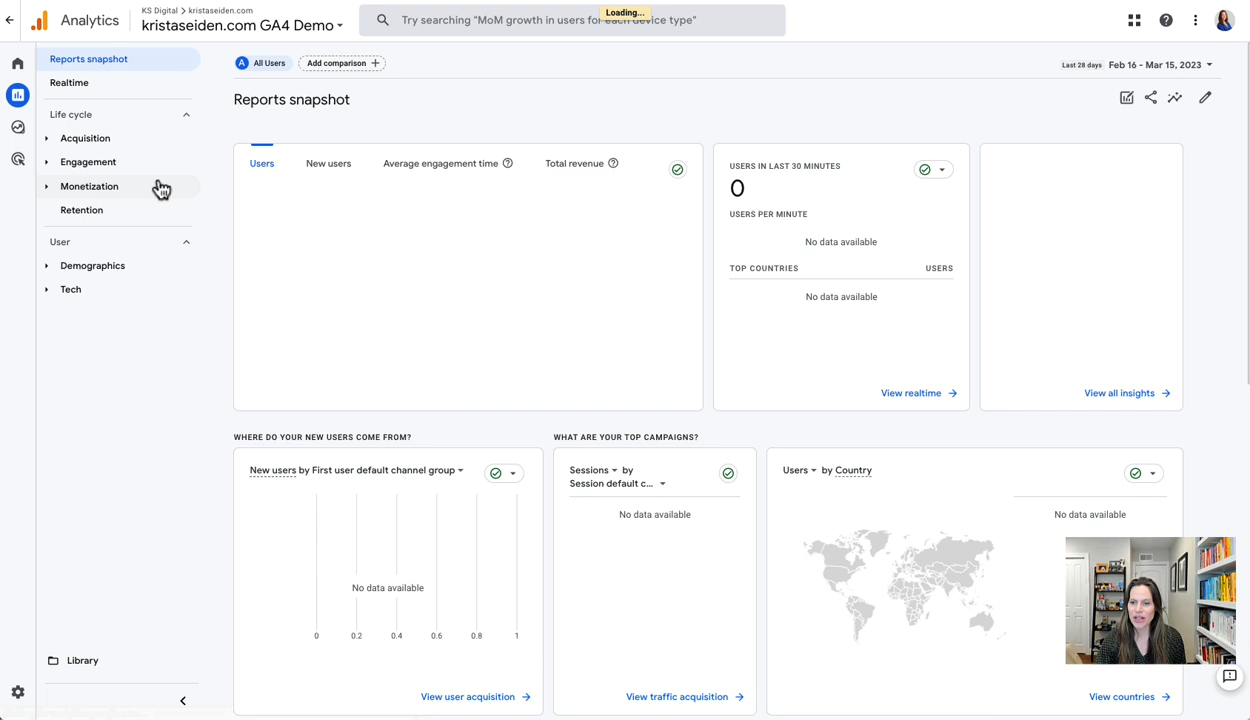 KS Digital > kristaseiden.com
Analytics
kristaseiden.com GA4 Demo
Try searching "MoM growth in users for each device type"
Loading...
Reports snapshot
Realtime
Life cycle
Acquisition
Engagement
Monetization
Retention
User
Demographics
Tech
Library
A All Users
Add comparison +
Last 28 days Feb 16 - Mar 15, 2023
Reports snapshot
Users
New users
Average engagement time
Total revenue
USERS IN LAST 30 MINUTES
0
USERS PER MINUTE
No data available
TOP COUNTRIES USERS
No data available
View realtime
View all insights
WHERE DO YOUR NEW USERS COME FROM?
New users by First user default channel group
No data available
0 0.2 0.4 0.6 0.8 1
View user acquisition
WHAT ARE YOUR TOP CAMPAIGNS?
Sessions by
Session default c...
No data available
View traffic acquisition
Users by Country
No data available
View countries